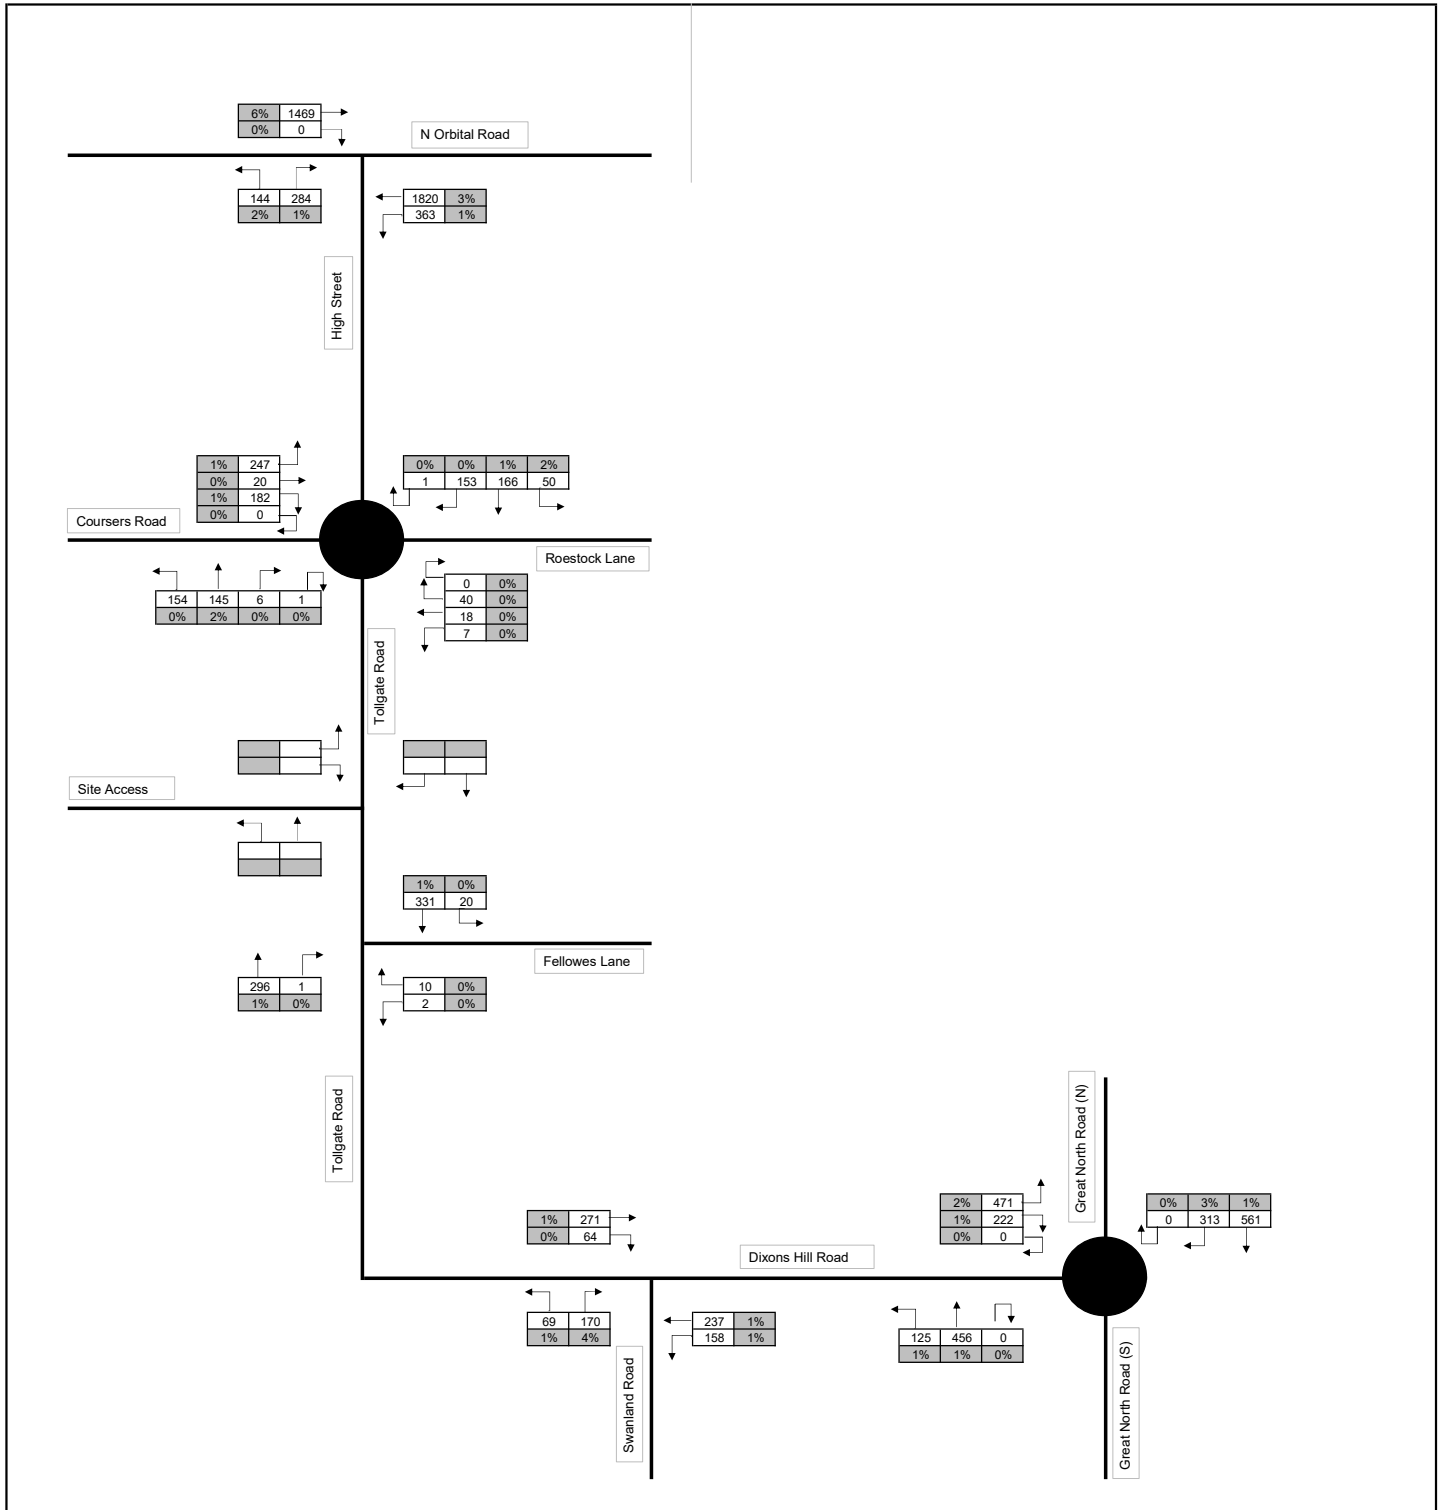 6% 1469
0% 0
N Orbital Road
144 284
2% 1%
1820 3%
363 1%
High Street
1% 247
0% 20
1% 182
0% 0
0% 0% 1% 2%
1 153 166 50
Coursers Road
Roestock Lane
154 145 6 1
0% 2% 0% 0%
0 0%
40 0%
18 0%
7 0%
Tollgate Road
Site Access
1% 0%
331 20
Fellowes Lane
296 1
1% 0%
10 0%
2 0%
Tollgate Road
Great North Road (N)
2% 471
1% 222
0% 0
0% 3% 1%
0 313 561
1% 271
0% 64
Dixons Hill Road
69 170
1% 4%
237 1%
158 1%
125 456 0
1% 1% 0%
Swanland Road
Great North Road (S)